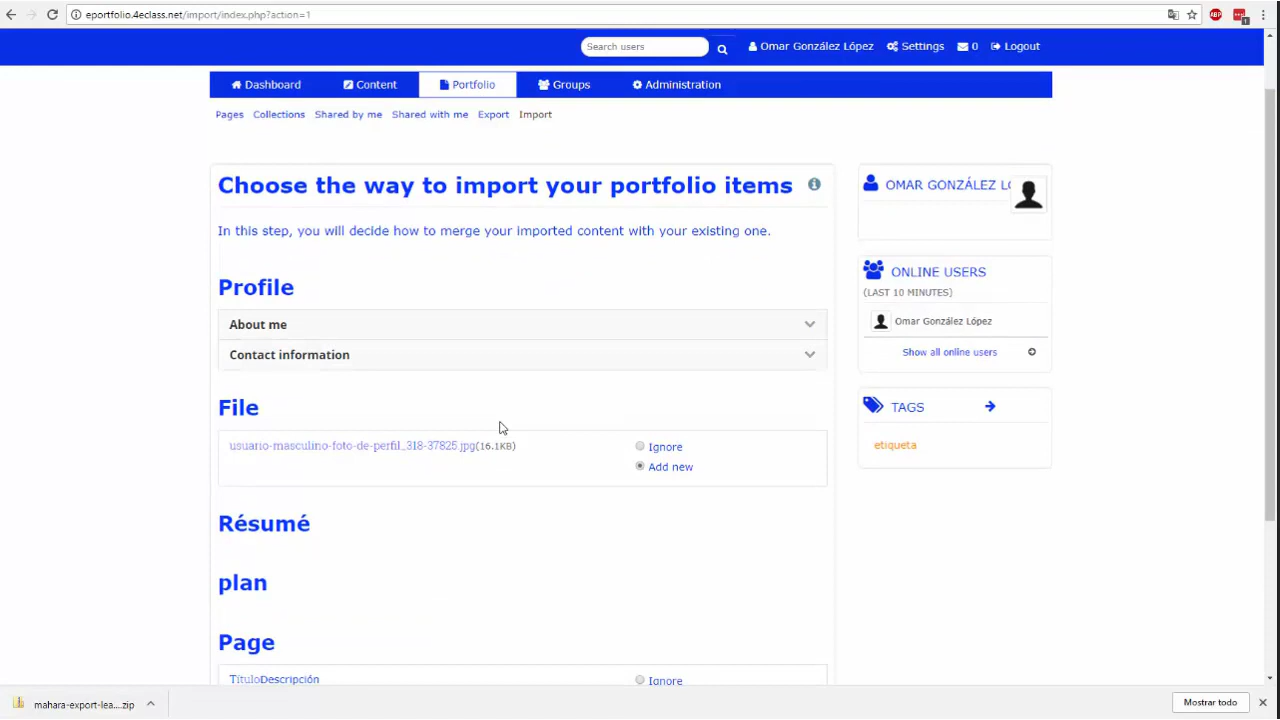 eportfolio.4eclass.net/import/index.php?action=1
ABP
Search users
Omar González López Settings 0 Logout
Dashboard Content Portfolio Groups Administration
Pages Collections Shared by me Shared with me Export Import
Choose the way to import your portfolio items
OMAR GONZÁLEZ L
In this step, you will decide how to merge your imported content with your existing one.
ONLINE USERS
(LAST 10 MINUTES)
Profile
About me
Omar González López
Contact information
Show all online users
File
TAGS
usuario-masculino-foto-de-perfil_318-37825.jpg(16.1KB) Ignore
etiqueta
Add new
Résumé
plan
Page
TítuloDescripción Ignore
mahara-export-lea....zip
Mostrar todo